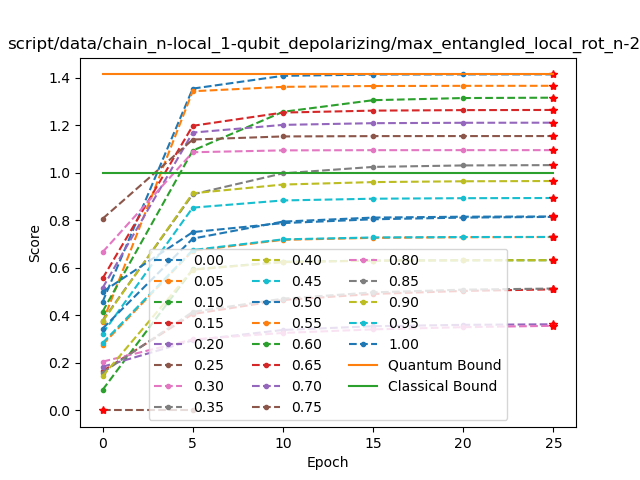 script/data/chain_n-local_1-qubit_depolarizing/max_entangled_local_rot_n-2
1.4
1.2
1.0
0.8
0.6
0.4
0.2
0.0
Score
0.00 0.40 0.80
0.05 0.45 0.85
0.10 0.50 0.90
0.15 0.55 0.95
0.20 0.60 1.00
0.25 0.65 Quantum Bound
0.30 0.70 Classical Bound
0.35 0.75
0 5 10 15 20 25
Epoch